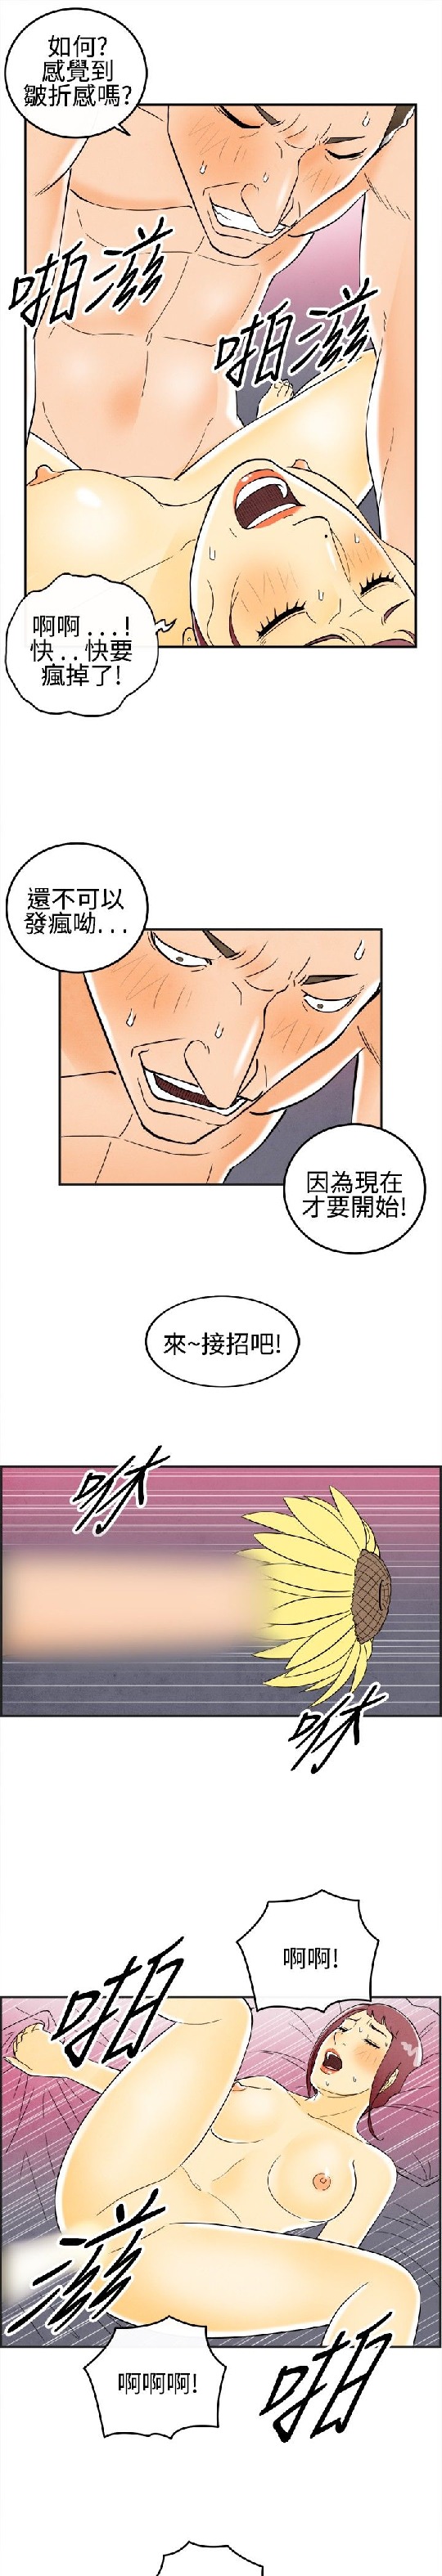 如何?
感覺到
皺折感嗎?
啪滋
啪滋
啊啊...!
快..快要
瘋掉了!
還不可以
發瘋呦...
因為現在
才要開始!
來~接招吧!
咻
咻
啊啊!
啪
滋
啪
啊啊啊!